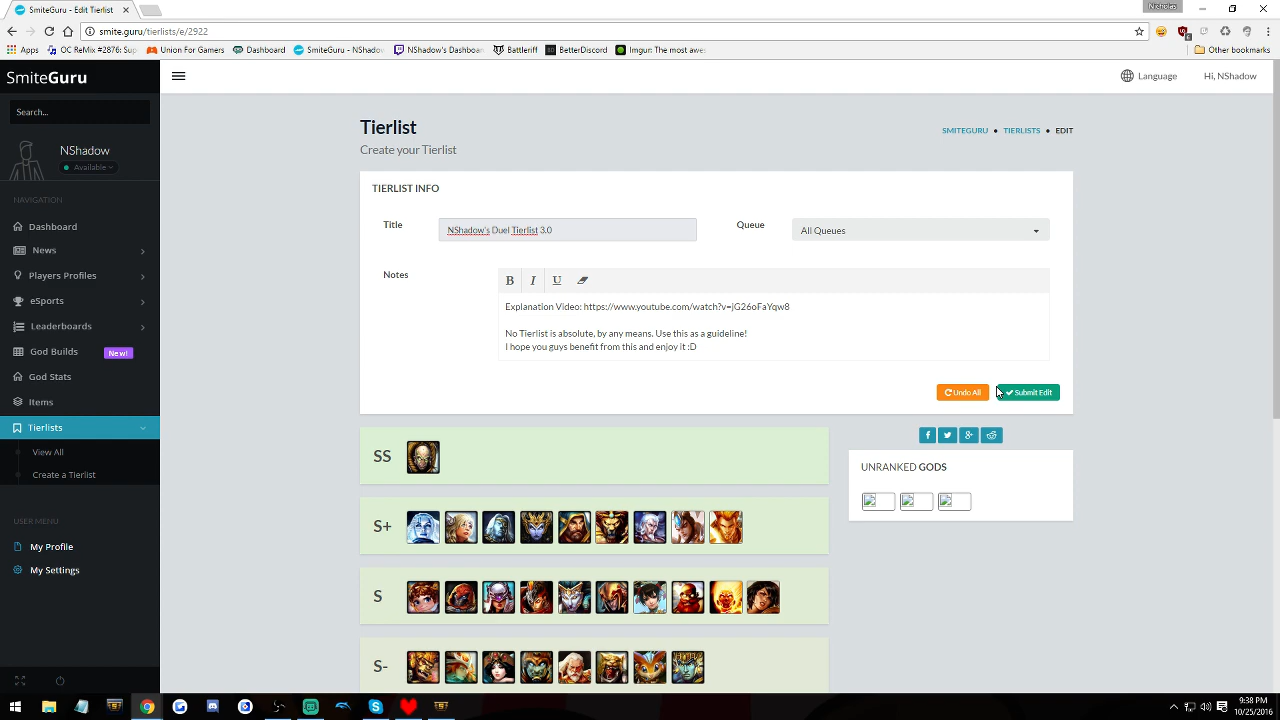 SmiteGuru - Edit Tierlist
Nicholas
smite.guru/tierlists/e/2922
Apps
OC ReMix #2876: Sup
Union For Gamers
Dashboard
SmiteGuru - NShadow
NShadow's Dashboard
Battleriff
BetterDiscord
Imgur: The most awe
Other bookmarks
SmiteGuru
Language
Hi, NShadow
Search...
NShadow
Available
NAVIGATION
Dashboard
News
Players Profiles
eSports
Leaderboards
God Builds
New!
God Stats
Items
Tierlists
View All
Create a Tierlist
USER MENU
My Profile
My Settings
Tierlist
Create your Tierlist
SMITEGURU • TIERLISTS • EDIT
TIERLIST INFO
Title
NShadow's Duel Tierlist 3.0
Queue
All Queues
Notes
B I U
Explanation Video: https://www.youtube.com/watch?v=jG26oFaYqw8
No Tierlist is absolute, by any means. Use this as a guideline!
I hope you guys benefit from this and enjoy it :D
Undo All
Submit Edit
SS
S+
S
S-
UNRANKED GODS
9:38 PM
10/25/2016